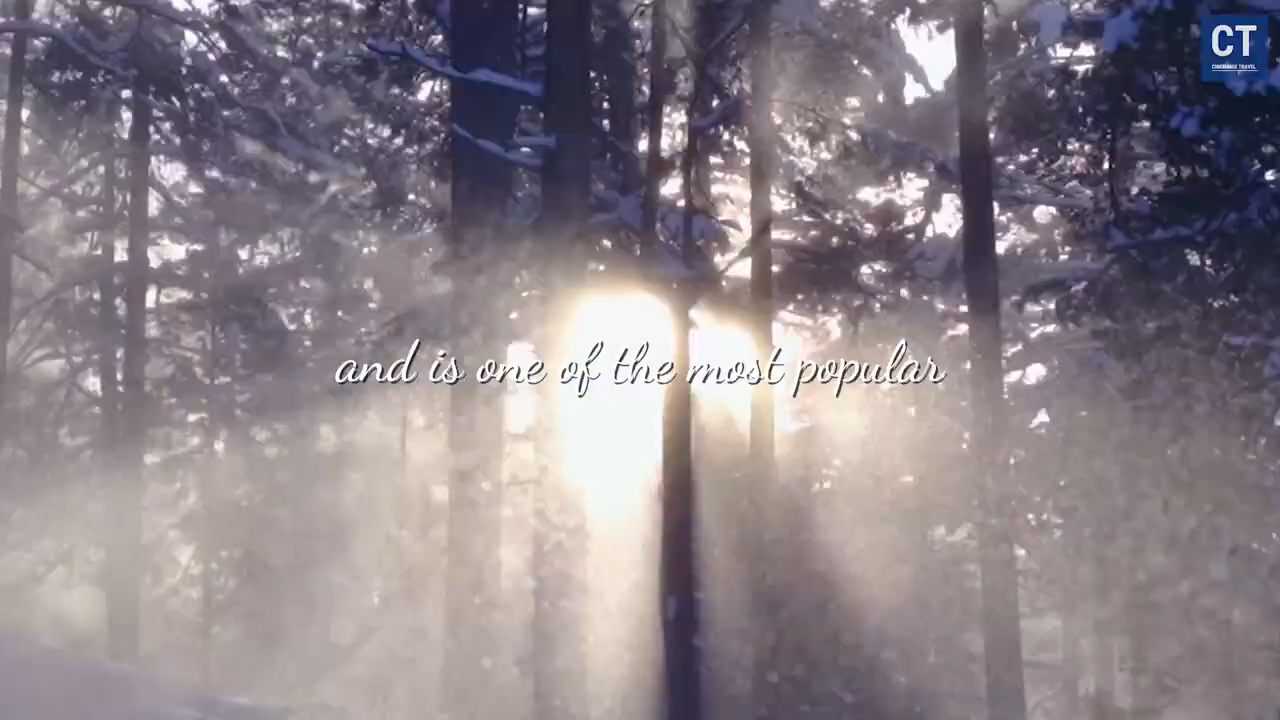 CT
and is one of the most popular